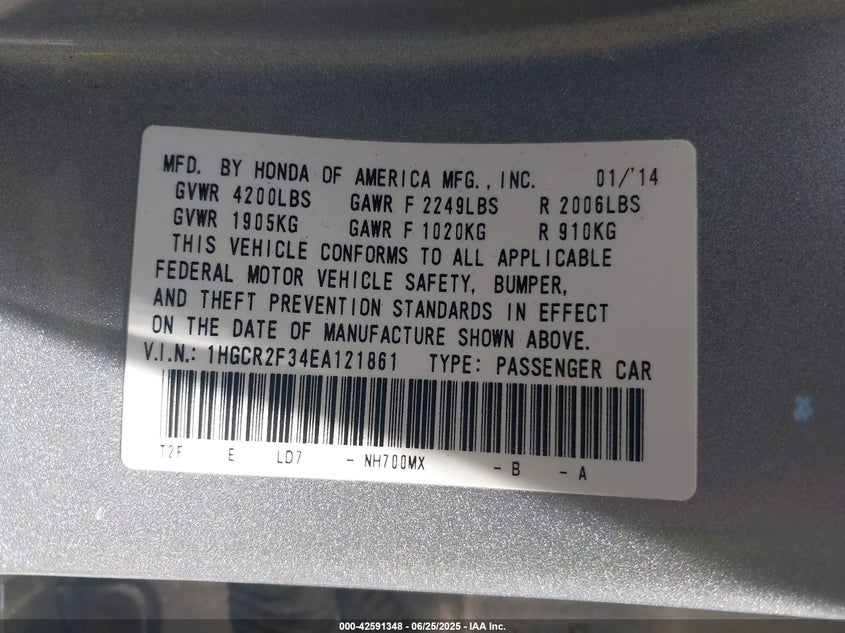 MFD. BY HONDA OF AMERICA MFG., INC. 01/'14
GVWR 4200LBS GAWR F 2249LBS R 2006LBS
GVWR 1905KG GAWR F 1020KG R 910KG
THIS VEHICLE CONFORMS TO ALL APPLICABLE
FEDERAL MOTOR VEHICLE SAFETY, BUMPER,
AND THEFT PREVENTION STANDARDS IN EFFECT
ON THE DATE OF MANUFACTURE SHOWN ABOVE.
V.I.N.: 1HGCR2F34EA121861 TYPE: PASSENGER CAR
T2F E LD7 - NH700MX - B - A
000-42591348 - 06/25/2025 - IAA Inc.